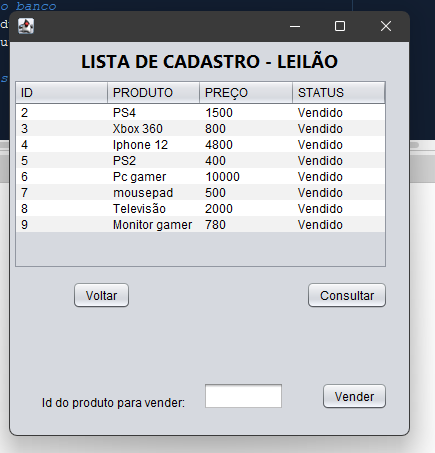 o banco
d
u
s
LISTA DE CADASTRO - LEILÃO
ID PRODUTO PREÇO STATUS
2 PS4 1500 Vendido
3 Xbox 360 800 Vendido
4 Iphone 12 4800 Vendido
5 PS2 400 Vendido
6 Pc gamer 10000 Vendido
7 mousepad 500 Vendido
8 Televisão 2000 Vendido
9 Monitor gamer 780 Vendido
Voltar Consultar
Id do produto para vender: Vender